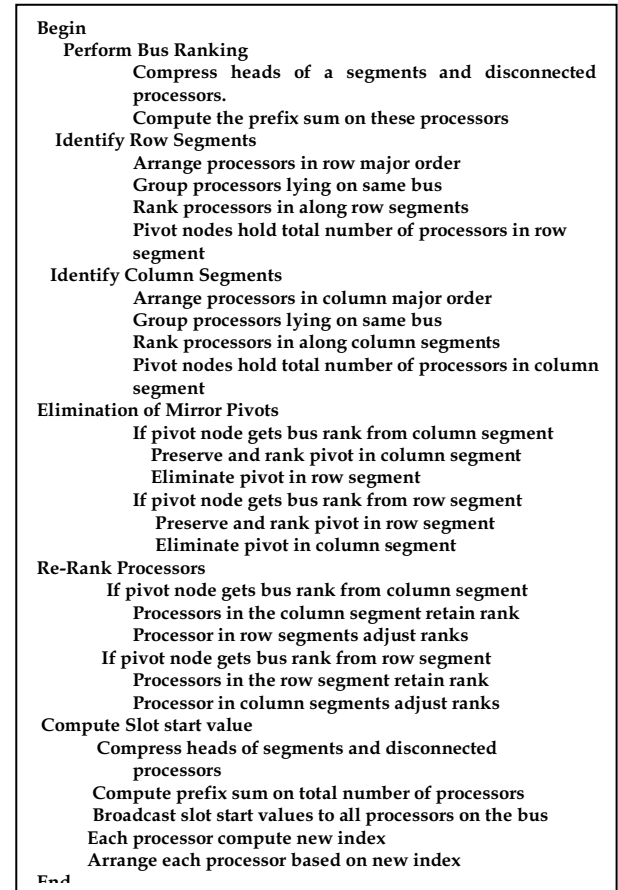 Begin
Perform Bus Ranking
Compress heads of a segments and disconnected
processors.
Compute the prefix sum on these processors
Identify Row Segments
Arrange processors in row major order
Group processors lying on same bus
Rank processors in along row segments
Pivot nodes hold total number of processors in row
segment
Identify Column Segments
Arrange processors in column major order
Group processors lying on same bus
Rank processors in along column segments
Pivot nodes hold total number of processors in column
segment
Elimination of Mirror Pivots
If pivot node gets bus rank from column segment
Preserve and rank pivot in column segment
Eliminate pivot in row segment
If pivot node gets bus rank from row segment
Preserve and rank pivot in row segment
Eliminate pivot in column segment
Re-Rank Processors
If pivot node gets bus rank from column segment
Processors in the column segment retain rank
Processor in row segments adjust ranks
If pivot node gets bus rank from row segment
Processors in the row segment retain rank
Processor in column segments adjust ranks
Compute Slot start value
Compress heads of segments and disconnected
processors
Compute prefix sum on total number of processors
Broadcast slot start values to all processors on the bus
Each processor compute new index
Arrange each processor based on new index
End